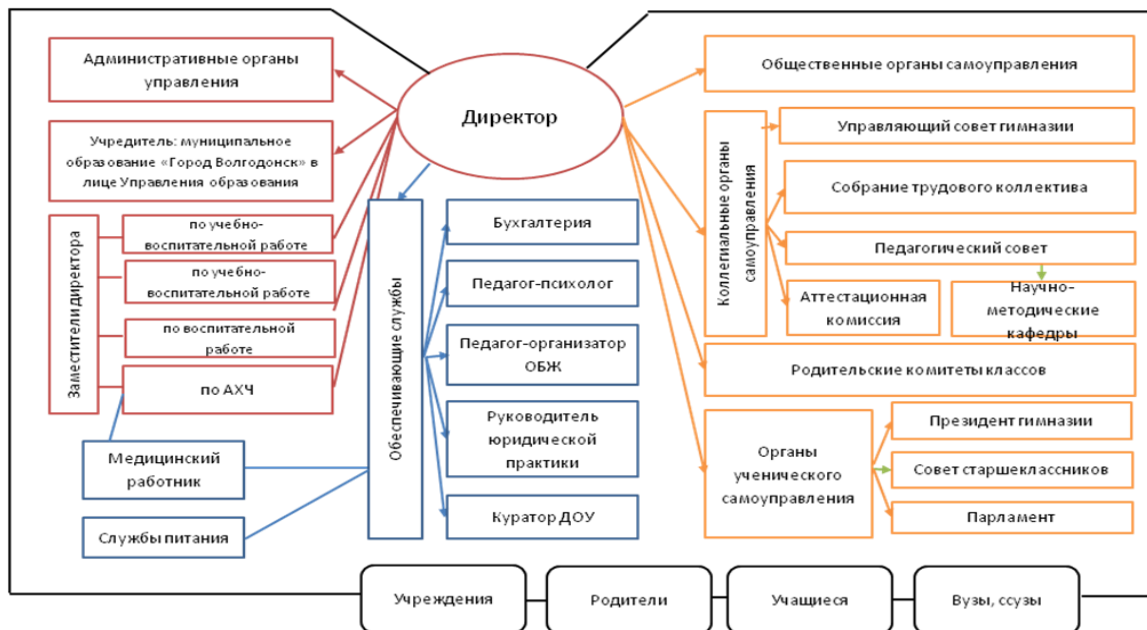 Административные органы
управления
Учредитель: муниципальное
образование «Город Волгодонск» в
лице Управления образования
Заместители директора
по учебно-
воспитательной работе
по учебно-
воспитательной работе
по воспитательной
работе
по АХЧ
Медицинский
работник
Службы питания
Директор
Обеспечивающие службы
Бухгалтерия
Педагог-психолог
Педагог-организатор
ОБЖ
Руководитель
юридической
практики
Куратор ДОУ
Общественные органы самоуправления
Коллегиальные органы
самоуправления
Управляющий совет гимназии
Собрание трудового коллектива
Педагогический совет
Аттестационная
комиссия
Научно-
методические
кафедры
Родительские комитеты классов
Органы
ученического
самоуправления
Президент гимназии
Совет старшеклассников
Парламент
Учреждения
Родители
Учащиеся
Вузы, ссузы